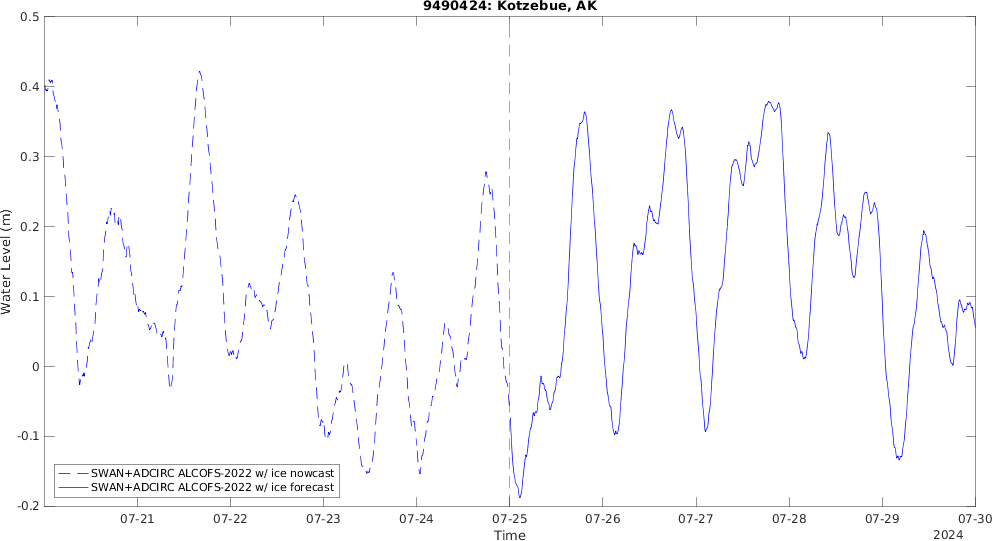 9490424: Kotzebue, AK
0.5
0.4
0.3
0.2
0.1
0
-0.1
-0.2
Water Level (m)
SWAN+ADCIRC ALCOFS-2022 w/ ice nowcast
SWAN+ADCIRC ALCOFS-2022 w/ ice forecast
07-21 07-22 07-23 07-24 07-25 07-26 07-27 07-28 07-29 07-30
Time
2024